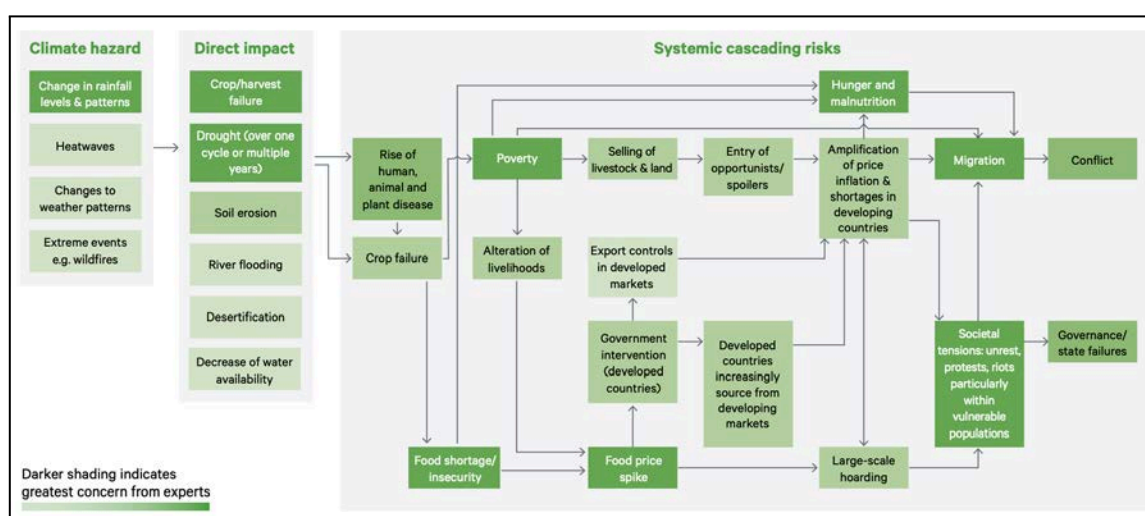 Climate hazard
Change in rainfall
levels & patterns
Heatwaves
Changes to
weather patterns
Extreme events
e.g. wildfires
Direct impact
Crop/harvest
failure
Drought (over one
cycle or multiple
years)
Soil erosion
River flooding
Desertification
Decrease of water
availability
Systemic cascading risks
Rise of
human,
animal and
plant disease
Crop failure
Food shortage/
insecurity
Poverty
Alteration of
livelihoods
Selling of
livestock & land
Entry of
opportunists/
spoilers
Export controls
in developed
markets
Government
intervention
(developed
countries)
Developed
countries
increasingly
source from
developing
markets
Food price
spike
Hunger and
malnutrition
Amplification
of price
inflation &
shortages in
developing
countries
Large-scale
hoarding
Migration
Societal
tensions: unrest,
protests, riots
particularly
within
vulnerable
populations
Conflict
Governance/
state failures
Darker shading indicates
greatest concern from experts